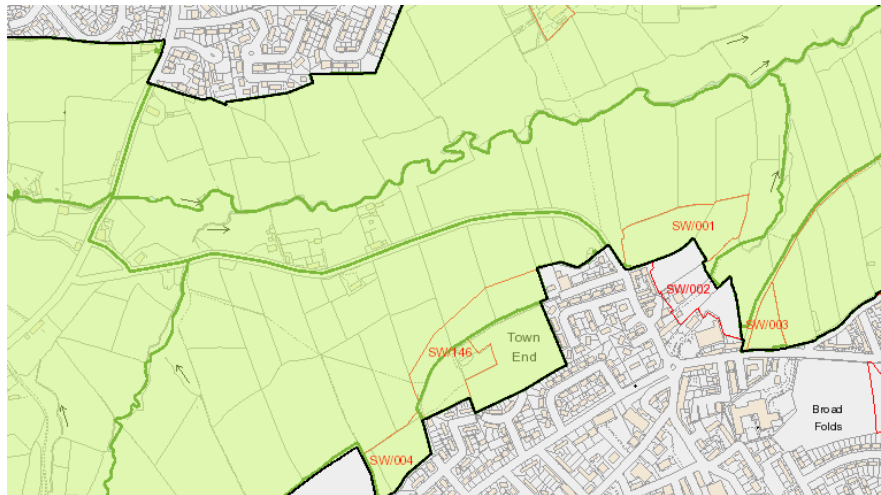 SW/001
SW/002
SW/003
Town
End
SW/146
Broad
Folds
SW/004